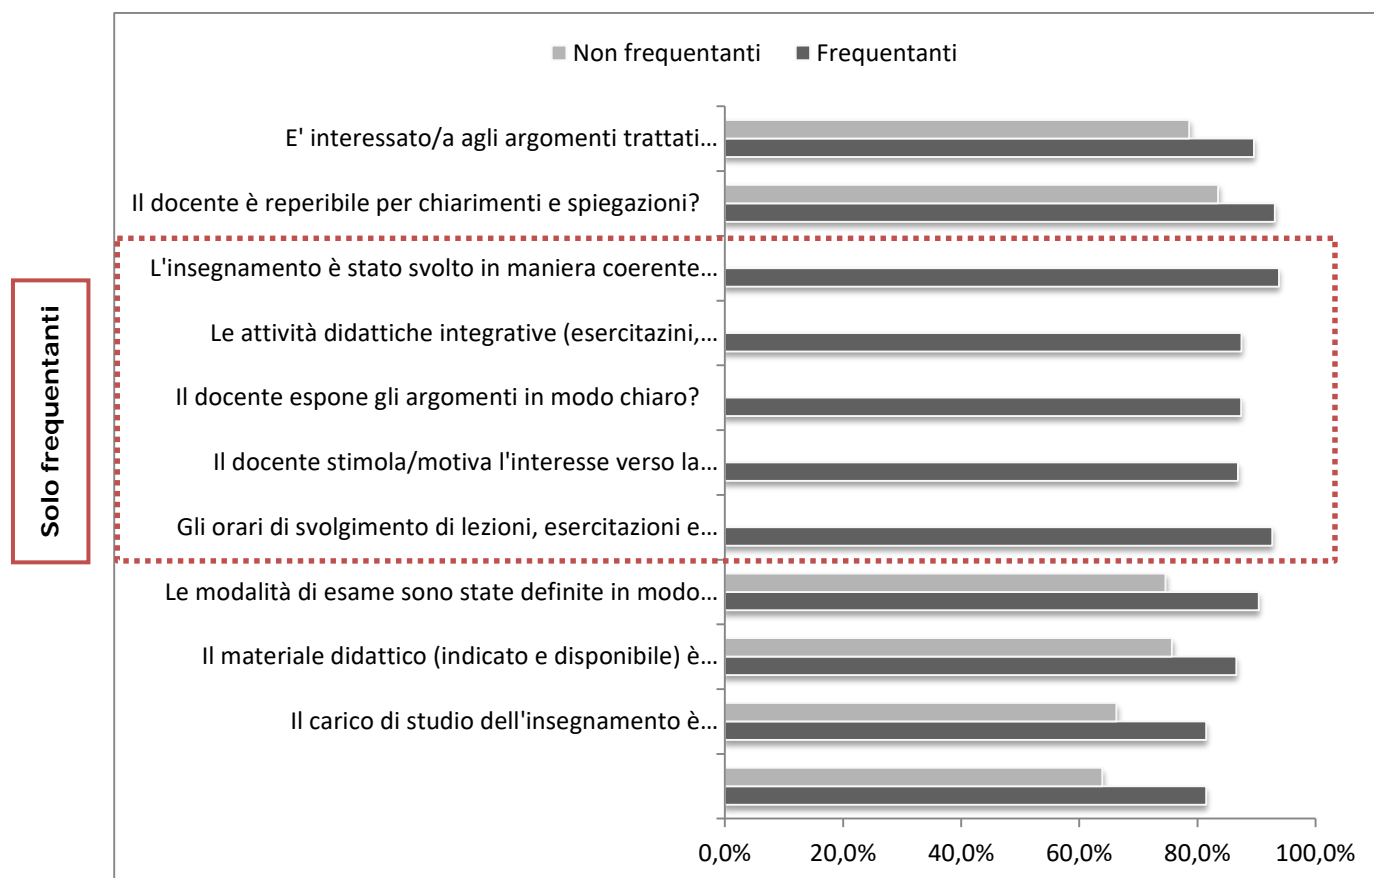 Non frequentanti Frequentanti
E' interessato/a agli argomenti trattati...
Il docente è reperibile per chiarimenti e spiegazioni?
L'insegnamento è stato svolto in maniera coerente...
Le attività didattiche integrative (esercitazini,...
Il docente espone gli argomenti in modo chiaro?
Il docente stimola/motiva l'interesse verso la...
Gli orari di svolgimento di lezioni, esercitazioni e...
Le modalità di esame sono state definite in modo...
Il materiale didattico (indicato e disponibile) è...
Il carico di studio dell'insegnamento è...
0,0% 20,0% 40,0% 60,0% 80,0% 100,0%
Solo frequentanti